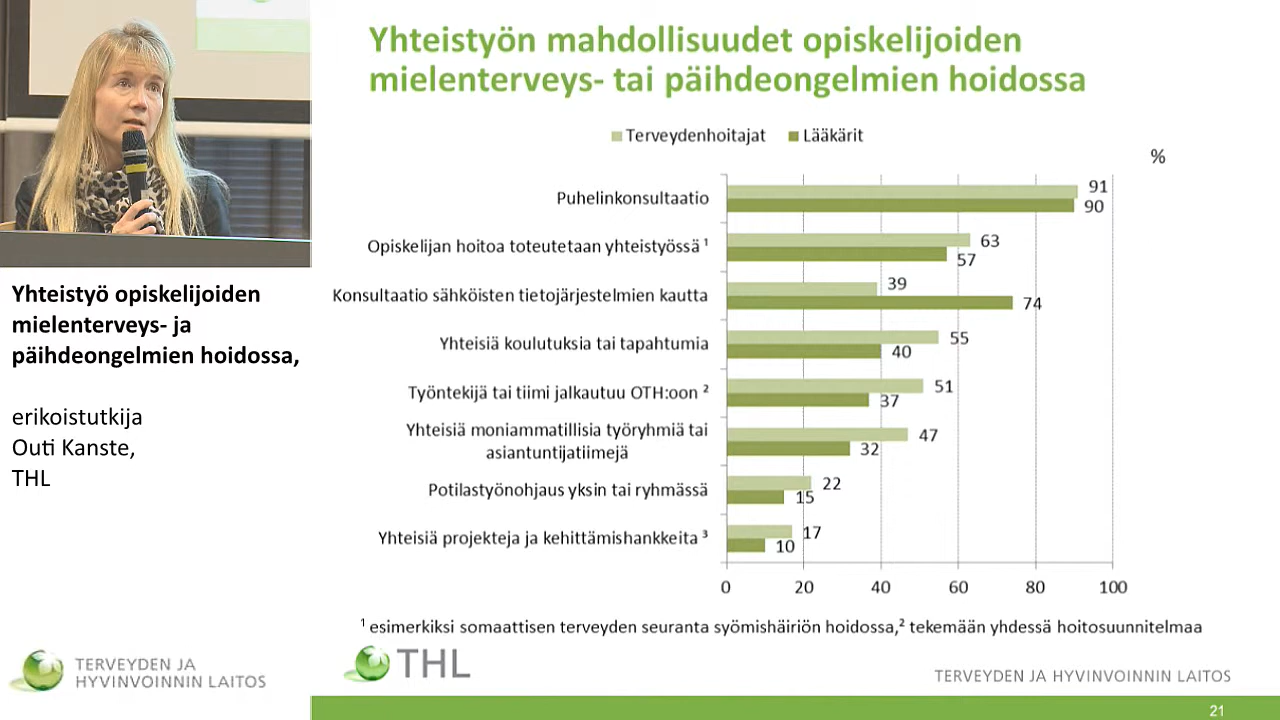 Yhteistyön mahdollisuudet opiskelijoiden
mielenterveys- tai päihdeongelmien hoidossa
Terveydenhoitajat
Lääkärit
%
Puhelinkonsultaatio
91
90
Opiskelijan hoitoa toteutetaan yhteistyössä ¹
63
57
Konsultaatio sähköisten tietojärjestelmien kautta
39
74
Yhteisiä koulutuksia tai tapahtumia
55
40
Työntekijä tai tiimi jalkautuu OTH:oon ²
51
37
Yhteisiä moniammatillisia työryhmiä tai
asiantuntijatiimejä
47
32
Potilastyönohjaus yksin tai ryhmässä
22
15
Yhteisiä projekteja ja kehittämishankkeita ³
17
10
0 20 40 60 80 100
¹ esimerkiksi somaattisen terveyden seuranta syömishäiriön hoidossa,² tekemään yhdessä hoitosuunnitelmaa
THL
TERVEYDEN JA HYVINVOINNIN LAITOS
21
Yhteistyö opiskelijoiden
mielenterveys- ja
päihdeongelmien hoidossa,
erikoistutkija
Outi Kanste,
THL
TERVEYDEN JA
HYVINVOINNIN LAITOS